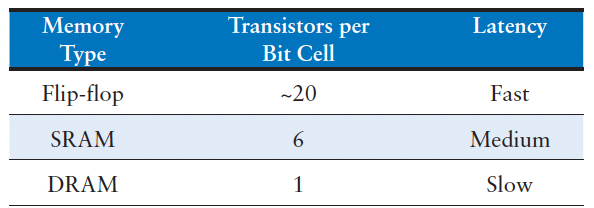 Memory Type Transistors per Bit Cell Latency
Flip-flop ~20 Fast
SRAM 6 Medium
DRAM 1 Slow